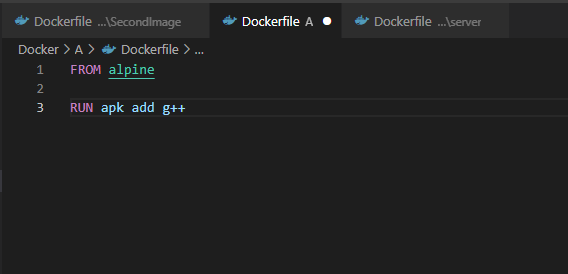 Dockerfile ...\SecondImage Dockerfile A Dockerfile ...\server
Docker > A > Dockerfile > ...
1 FROM alpine
2
3 RUN apk add g++